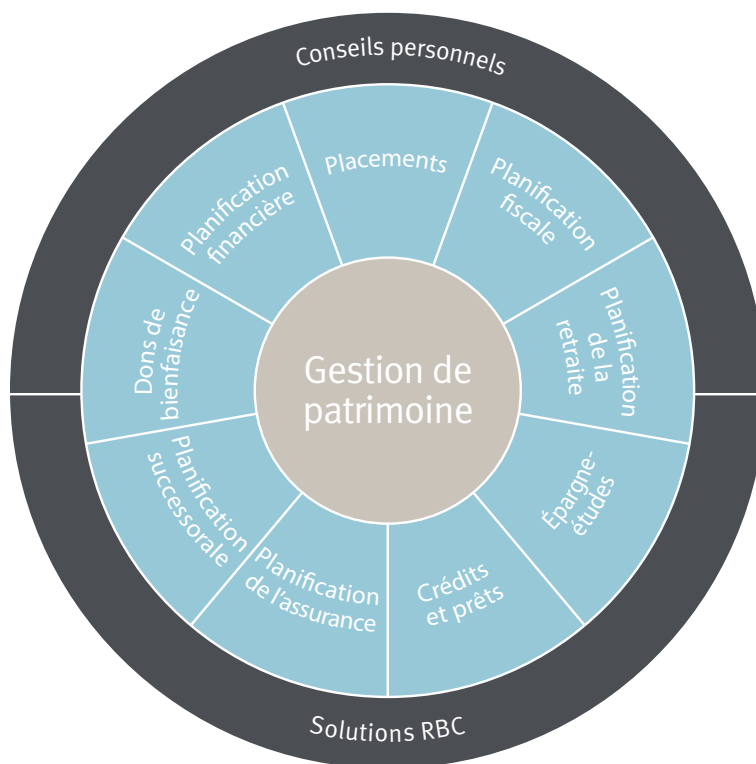 Conseils personnels
Placements
Planification
fiscale
Planification
de la
retraite
Épargne-
études
Crédits
et prêts
Planification
de l'assurance
Planification
successorale
Dons de
bienfaisance
Planification
financière
Gestion de
patrimoine
Solutions RBC